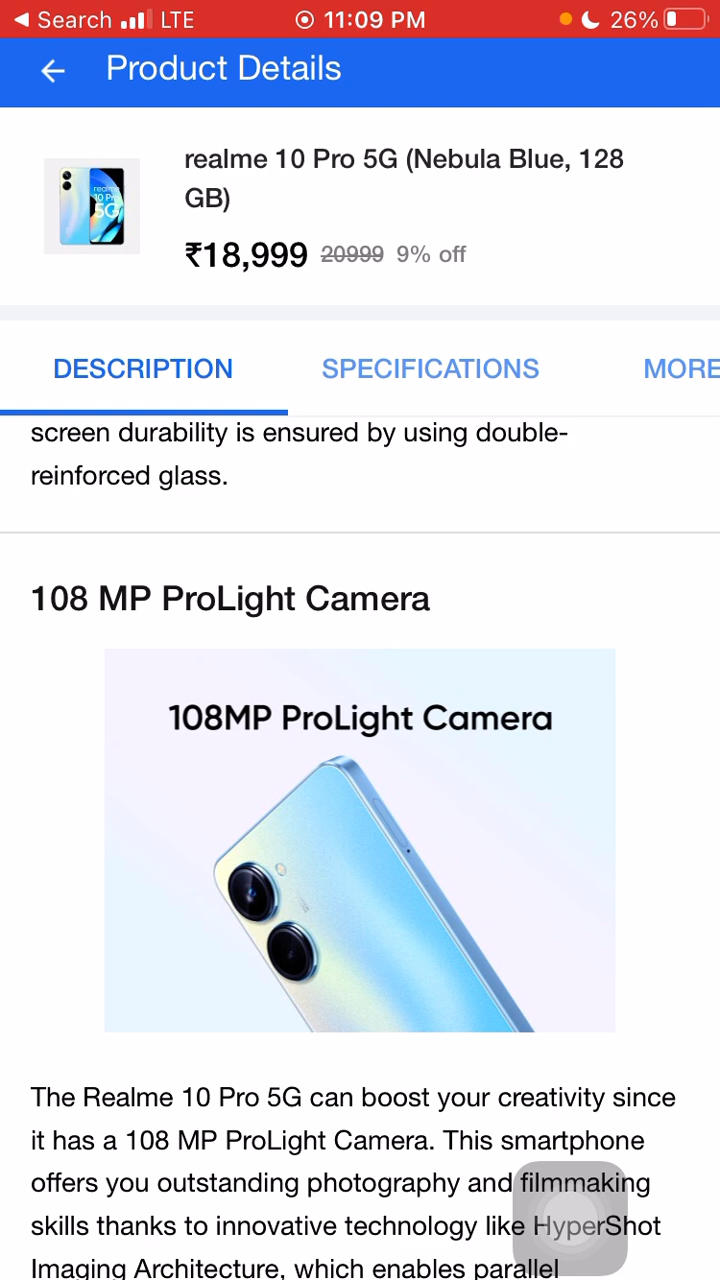 Search LTE 11:09 PM 26%
Product Details
realme 10 Pro 5G (Nebula Blue, 128
GB)
₹18,999 20999 9% off
realme
10 Pro
5G
DESCRIPTION SPECIFICATIONS MORE
screen durability is ensured by using double-
reinforced glass.
108 MP ProLight Camera
108MP ProLight Camera
The Realme 10 Pro 5G can boost your creativity since
it has a 108 MP ProLight Camera. This smartphone
offers you outstanding photography and filmmaking
skills thanks to innovative technology like HyperShot
Imaging Architecture, which enables parallel